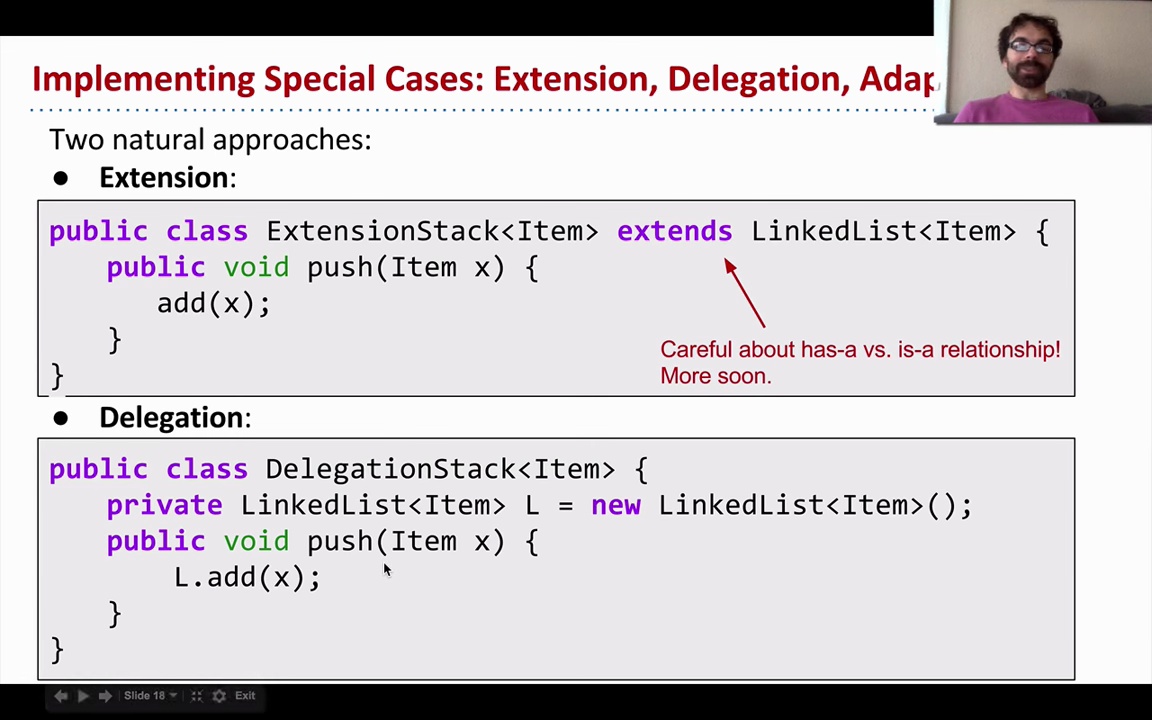 Implementing Special Cases: Extension, Delegation, Adap
Two natural approaches:
● Extension:
public class ExtensionStack<Item> extends LinkedList<Item> {
public void push(Item x) {
add(x);
}
}
Careful about has-a vs. is-a relationship!
More soon.
● Delegation:
public class DelegationStack<Item> {
private LinkedList<Item> L = new LinkedList<Item>();
public void push(Item x) {
L.add(x);
}
}
Slide 18 Exit